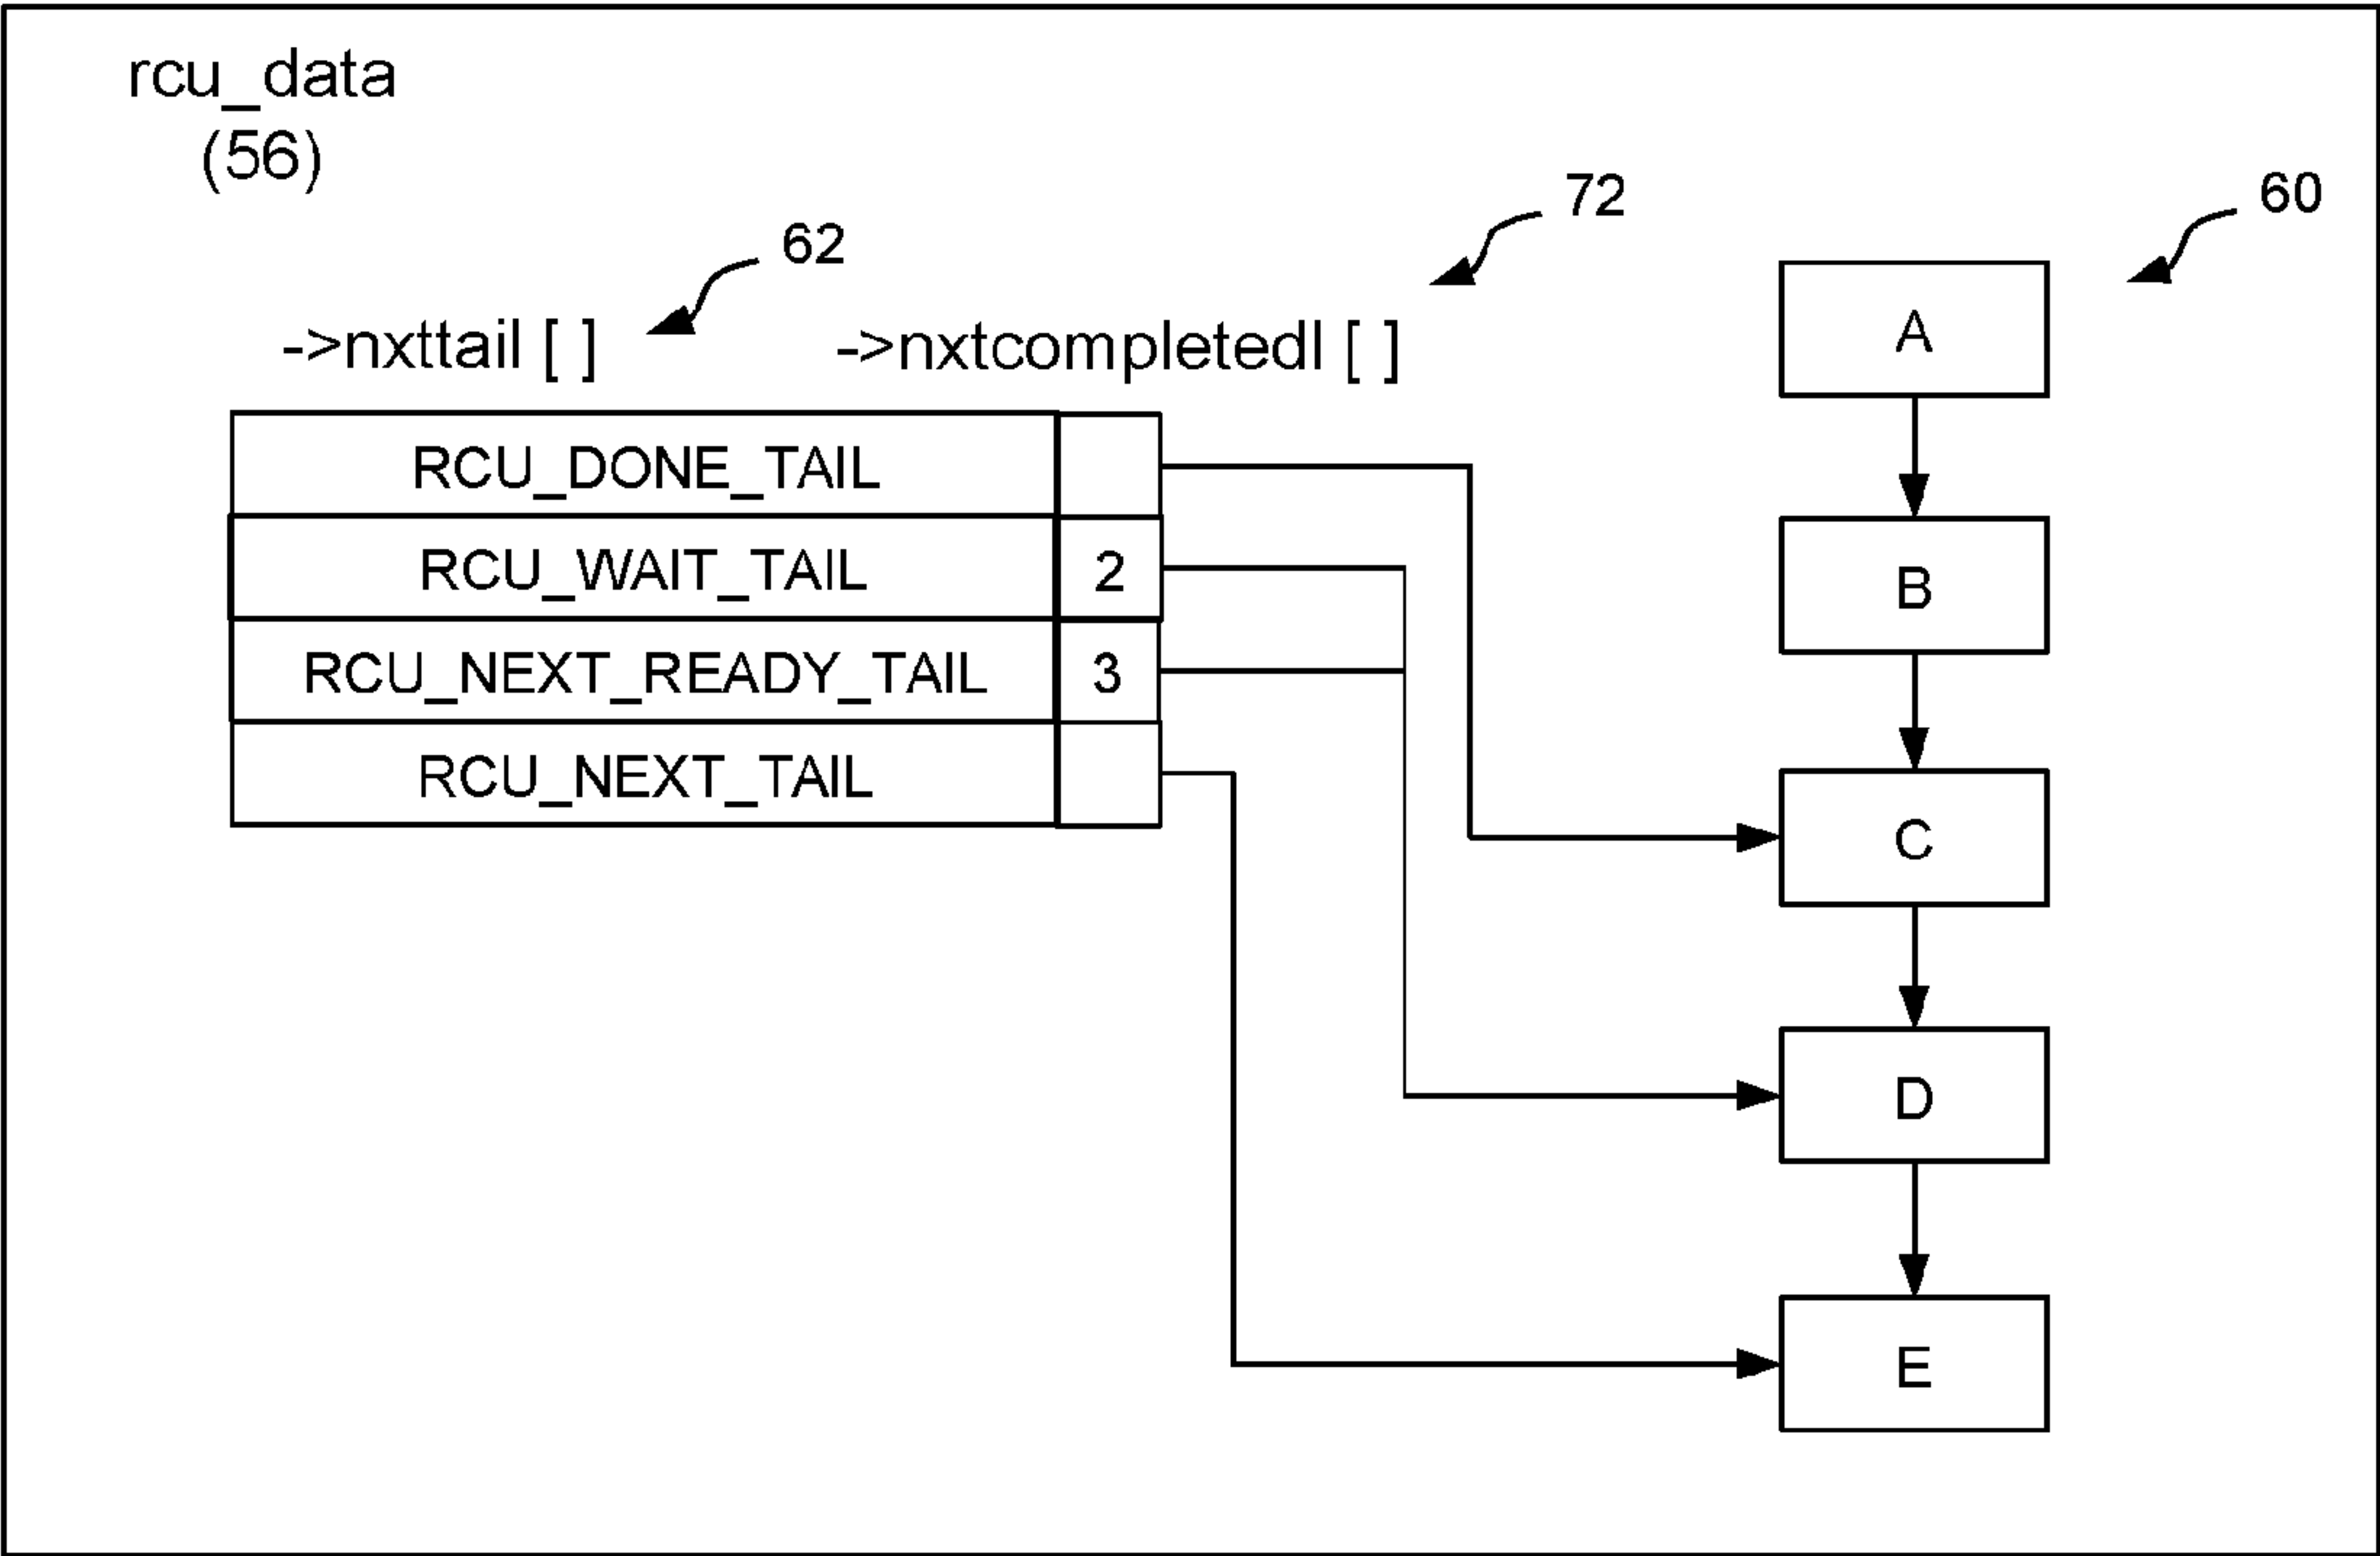 rcu_data
(56)
62
72
60
->nxttail [ ]
->nxtcompletedl [ ]
RCU_DONE_TAIL
RCU_WAIT_TAIL 2
RCU_NEXT_READY_TAIL 3
RCU_NEXT_TAIL
A
B
C
D
E